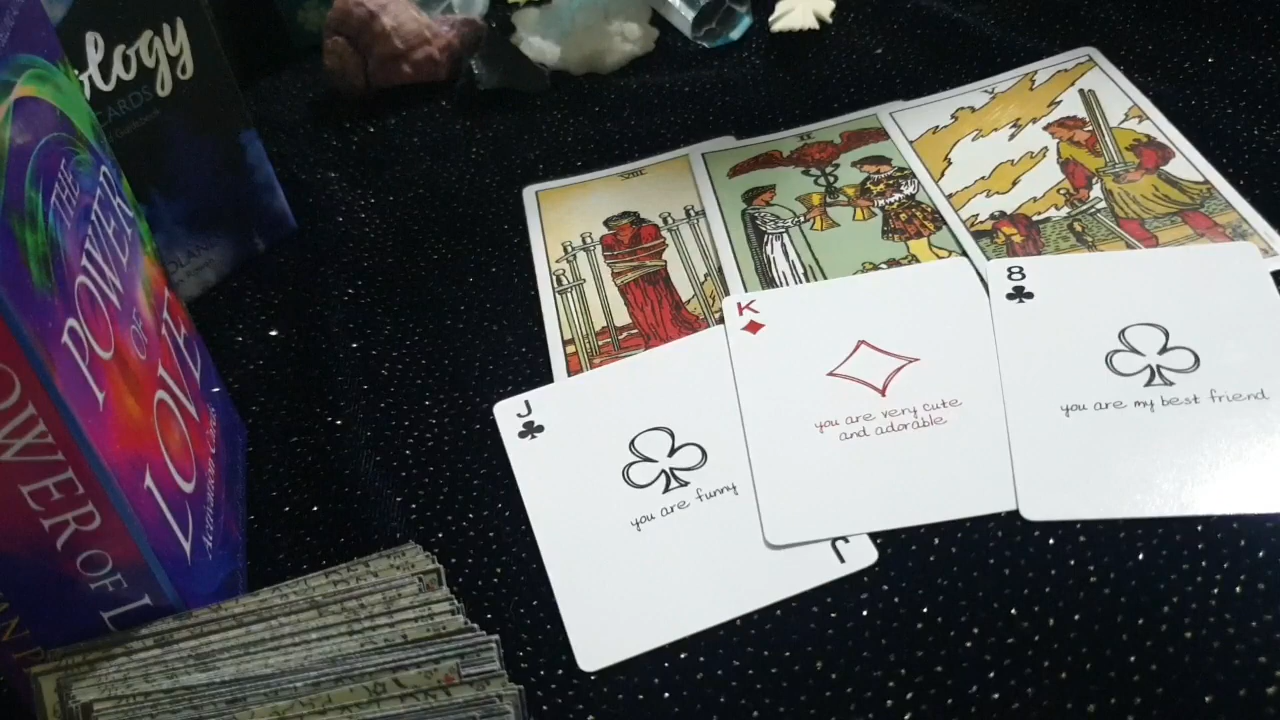 ology
CARDS
THE
POWER
OF
LOVE
Activation Cards
OWER OF L
VIII
II
V
J
you are funny
J
K
you are very cute
and adorable
8
you are my best friend